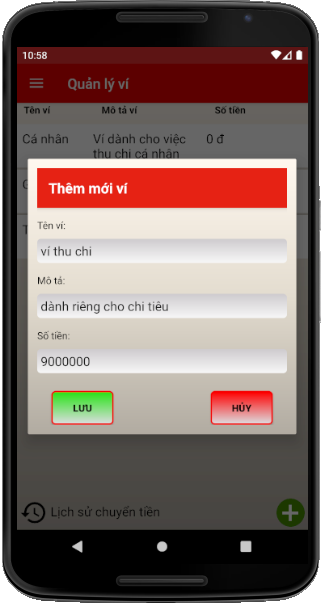 10:58
Quản lý ví
Tên ví Mô tả ví Số tiền
Cá nhân Ví dành cho việc 0 đ
thu chi cá nhân
Thêm mới ví
Tên ví:
ví thu chi
Mô tả:
dành riêng cho chi tiêu
Số tiền:
9000000
LƯU HỦY
Lịch sử chuyển tiền